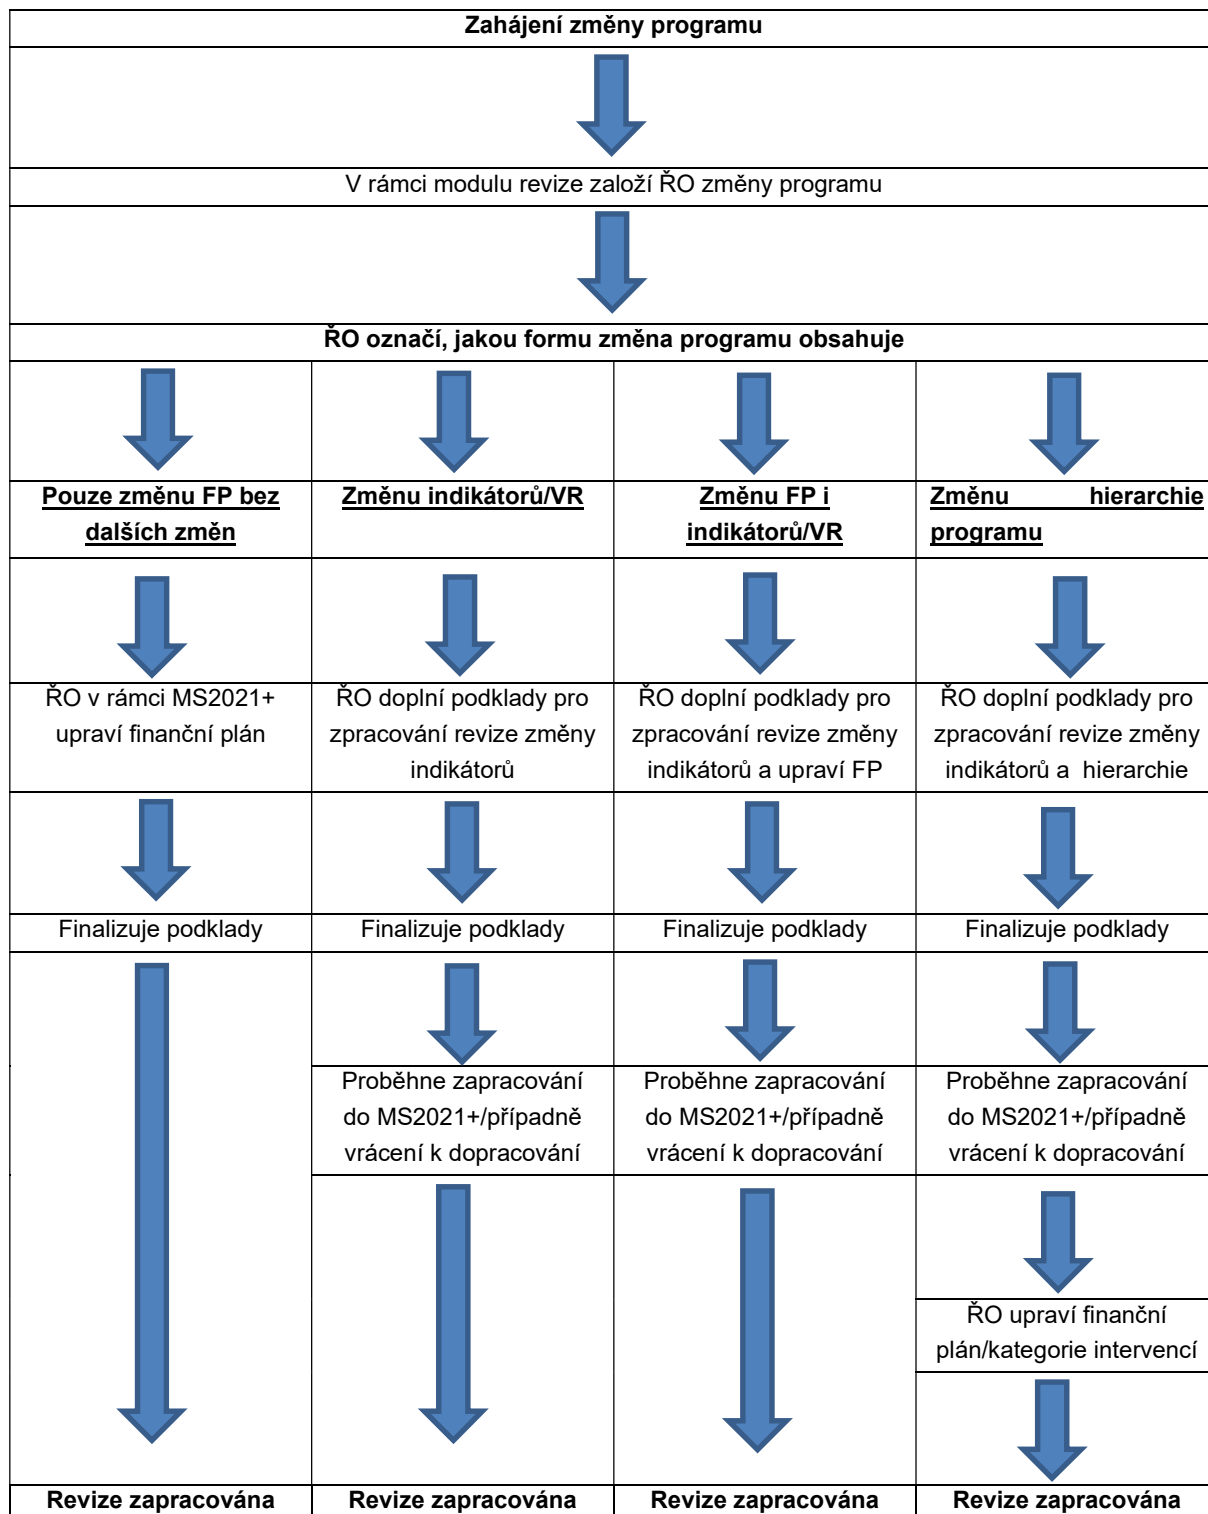 Zahájení změny programu
V rámci modulu revize založí ŘO změny programu
ŘO označí, jakou formu změna programu obsahuje
Pouze změnu FP bez
dalších změn
Změnu indikátorů/VR
Změnu FP i
indikátorů/VR
Změnu hierarchie
programu
ŘO v rámci MS2021+
upraví finanční plán
ŘO doplní podklady pro
zpracování revize změny
indikátorů
ŘO doplní podklady pro
zpracování revize změny
indikátorů a upraví FP
ŘO doplní podklady pro
zpracování revize změny
indikátorů a hierarchie
Finalizuje podklady
Finalizuje podklady
Finalizuje podklady
Finalizuje podklady
Proběhne zapracování
do MS2021+/případně
vrácení k dopracování
Proběhne zapracování
do MS2021+/případně
vrácení k dopracování
Proběhne zapracování
do MS2021+/případně
vrácení k dopracování
ŘO upraví finanční
plán/kategorie intervencí
Revize zapracována
Revize zapracována
Revize zapracována
Revize zapracována